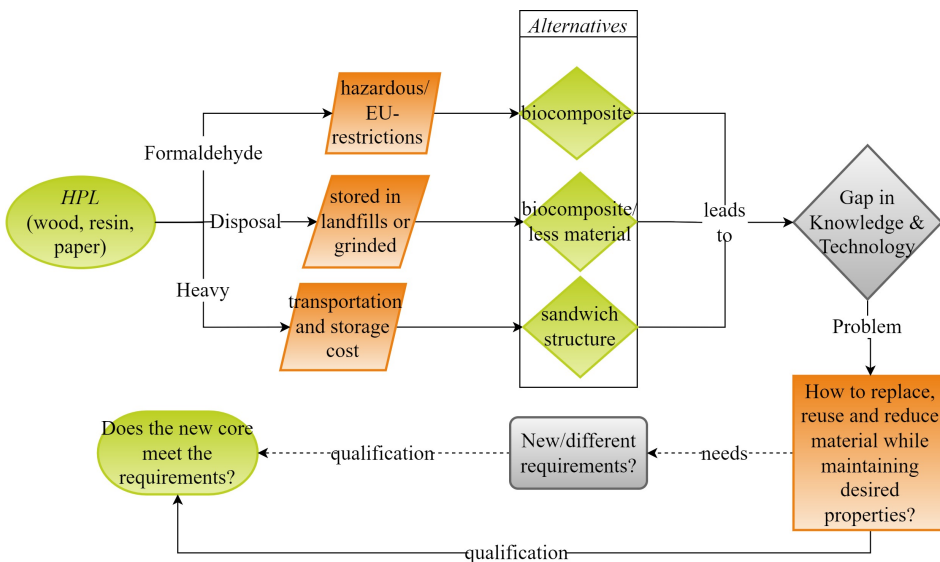 Alternatives
hazardous/
EU-
restrictions
biocomposite
Formaldehyde
HPL
(wood, resin,
paper)
Disposal
stored in
landfills or
grinded
biocomposite/
less material
leads
to
Gap in
Knowledge &
Technology
Heavy
transportation
and storage
cost
sandwich
structure
Problem
How to replace,
reuse and reduce
material while
maintaining
desired
properties?
needs
New/different
requirements?
qualification
Does the new core
meet the
requirements?
qualification